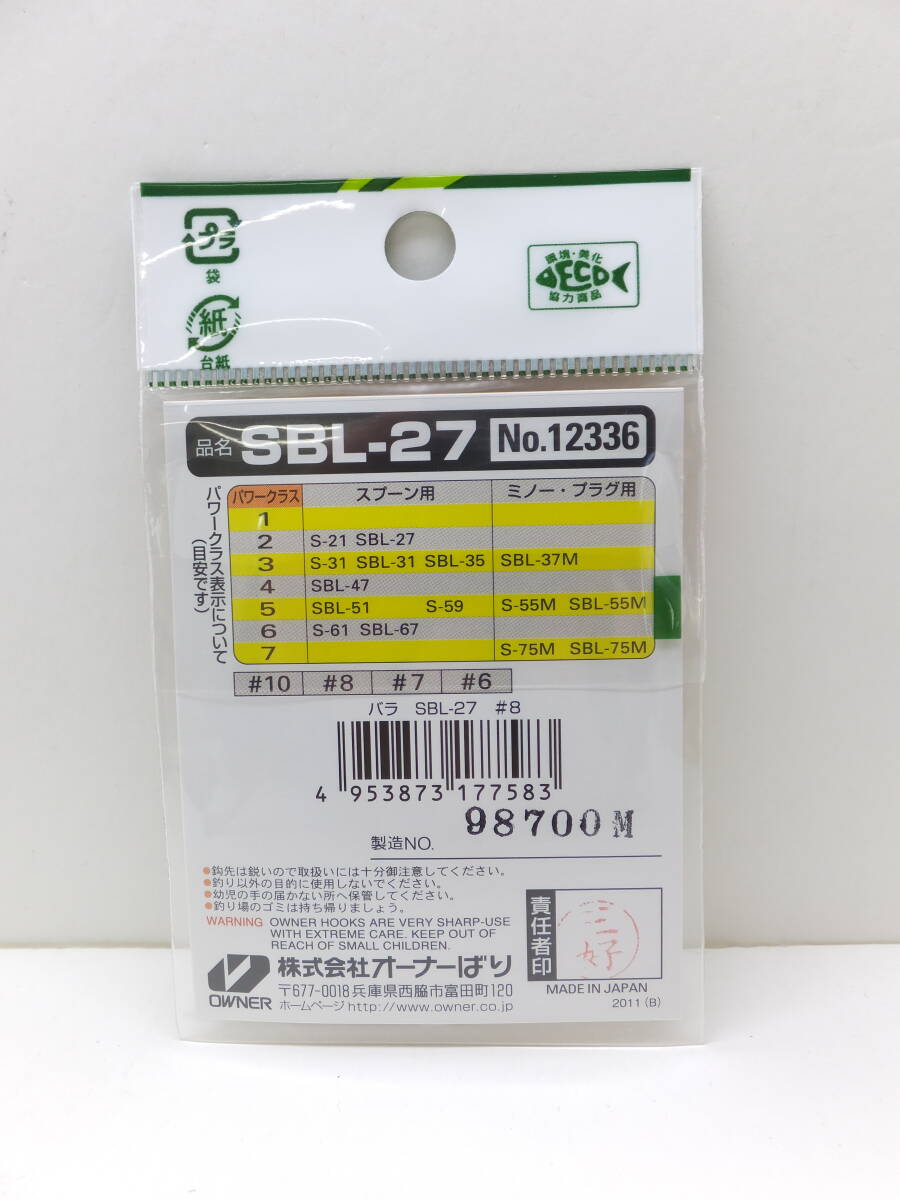 プラ
袋
紙
台紙
環境・美化
ECO
協力商品
品名 SBL-27 No.12336
パワークラス表示について
(目安です)
パワークラス スプーン用 ミノー・プラグ用
1
2 S-21 SBL-27
3 S-31 SBL-31 SBL-35 SBL-37M
4 SBL-47
5 SBL-51 S-59 S-55M SBL-55M
6 S-61 SBL-67
7 S-75M SBL-75M
#10 #8 #7 #6
バラ SBL-27 #8
4 953873 177583
98700M
製造NO.
●鈎先は鋭いので取扱いには十分御注意してください。
●釣り以外の目的に使用しないでください。
●幼児の手の届かない所へ保管してください。
●釣り場のゴミは持ち帰りましょう。
WARNING OWNER HOOKS ARE VERY SHARP-USE
WITH EXTREME CARE. KEEP OUT OF
REACH OF SMALL CHILDREN.
責任者印
三好
OWNER
株式会社オーナーばり
〒677-0018兵庫県西脇市富田町120
ホームページhttp://www.owner.co.jp
MADE IN JAPAN
2011 (B)